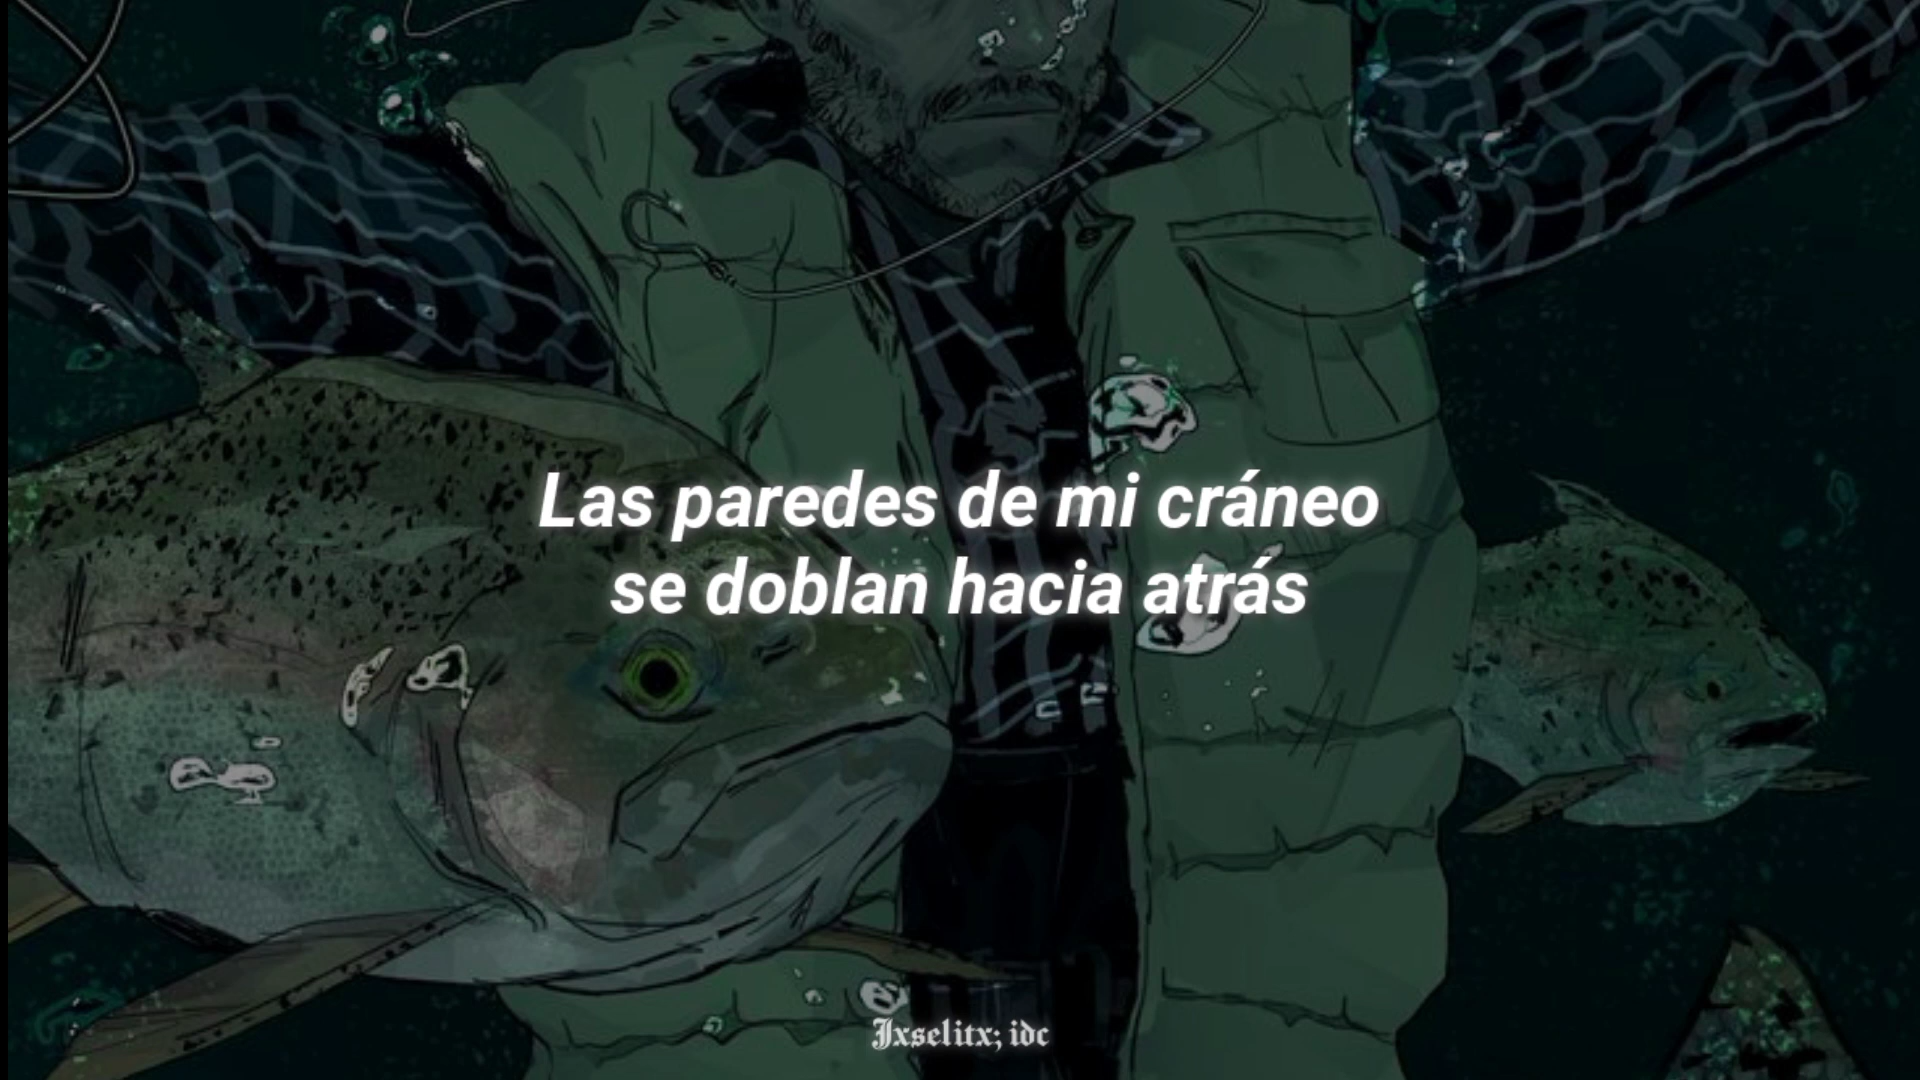 Las paredes de mi cráneo
se doblan hacia atrás
Jxselitx; idc